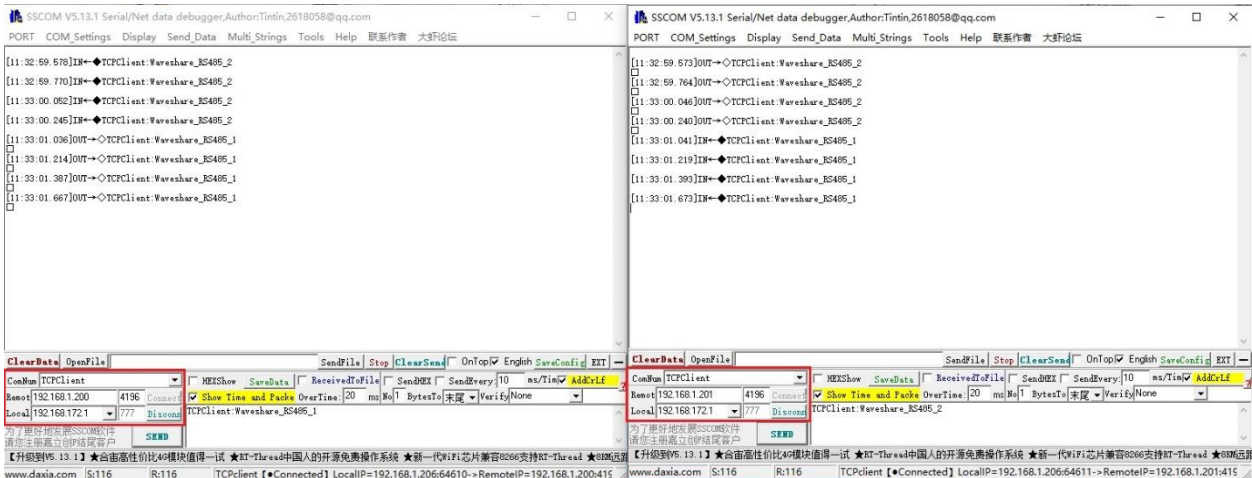 SSCOM V5.13.1 Serial/Net data debugger,Author:Tintin,2618058@qq.com
PORT COM_Settings Display Send_Data Multi_Strings Tools Help 联系作者 大虾论坛
[11:32:59.578]IN←◆TCPClient:Waveshare_RS485_2
[11:32:59.770]IN←◆TCPClient:Waveshare_RS485_2
[11:33:00.052]IN←◆TCPClient:Waveshare_RS485_2
[11:33:00.245]IN←◆TCPClient:Waveshare_RS485_2
[11:33:01.036]OUT→◇TCPClient:Waveshare_RS485_1
[11:33:01.214]OUT→◇TCPClient:Waveshare_RS485_1
[11:33:01.387]OUT→◇TCPClient:Waveshare_RS485_1
[11:33:01.667]OUT→◇TCPClient:Waveshare_RS485_1
ClearData OpenFile SendFile Stop ClearSend OnTop English SaveConfig EXT —
ComNum TCPClient HEXShow SaveData ReceivedToFile SendHEX SendEvery: 10 ms/Tim AddCrLf
Remot 192.168.1.200 4196 Connect Show Time and Packe OverTime: 20 ms No 1 BytesTo 末尾 Verify None
Local 192.168.172.1 777 Disconn TCPClient:Waveshare_RS485_1
为了更好地发展SSCOM软件
请您注册嘉立创F结尾客户
SEND
【升级到V5.13.1】★合宙高性价比4G模块值得一试 ★RT-Thread中国人的开源免费操作系统 ★新一代WiFi芯片兼容8266支持RT-Thread ★8KM远距
www.daxia.com S:116 R:116 TCPclient【●Connected】LocalIP=192.168.1.206:64610->RemoteIP=192.168.1.200:419
SSCOM V5.13.1 Serial/Net data debugger,Author:Tintin,2618058@qq.com
PORT COM_Settings Display Send_Data Multi_Strings Tools Help 联系作者 大虾论坛
[11:32:59.573]OUT→◇TCPClient:Waveshare_RS485_2
[11:32:59.764]OUT→◇TCPClient:Waveshare_RS485_2
[11:33:00.046]OUT→◇TCPClient:Waveshare_RS485_2
[11:33:00.240]OUT→◇TCPClient:Waveshare_RS485_2
[11:33:01.041]IN←◆TCPClient:Waveshare_RS485_1
[11:33:01.219]IN←◆TCPClient:Waveshare_RS485_1
[11:33:01.393]IN←◆TCPClient:Waveshare_RS485_1
[11:33:01.673]IN←◆TCPClient:Waveshare_RS485_1
ClearData OpenFile SendFile Stop ClearSend OnTop English SaveConfig EXT —
ComNum TCPClient HEXShow SaveData ReceivedToFile SendHEX SendEvery: 10 ms/Tim AddCrLf
Remot 192.168.1.201 4196 Connect Show Time and Packe OverTime: 20 ms No 1 BytesTo 末尾 Verify None
Local 192.168.172.1 777 Disconn TCPClient:Waveshare_RS485_2
为了更好地发展SSCOM软件
请您注册嘉立创F结尾客户
SEND
【升级到V5.13.1】★合宙高性价比4G模块值得一试 ★RT-Thread中国人的开源免费操作系统 ★新一代WiFi芯片兼容8266支持RT-Thread ★8KM远距
www.daxia.com S:116 R:116 TCPclient【●Connected】LocalIP=192.168.1.206:64611->RemoteIP=192.168.1.201:419